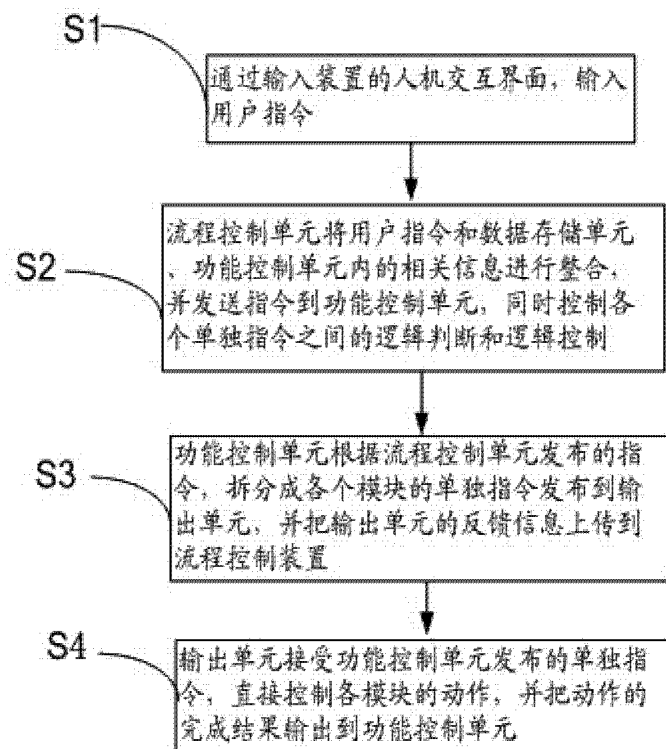 S1
通过输入装置的人机交互界面，输入
用户指令
S2
流程控制单元将用户指令和数据存储单元
、功能控制单元内的相关信息进行整合，
并发送指令到功能控制单元，同时控制各
个单独指令之间的逻辑判断和逻辑控制
S3
功能控制单元根据流程控制单元发布的指
令，拆分成各个模块的单独指令发布到输
出单元，并把输出单元的反馈信息上传到
流程控制装置
S4
输出单元接受功能控制单元发布的单独指
令，直接控制各模块的动作，并把动作的
完成结果输出到功能控制单元